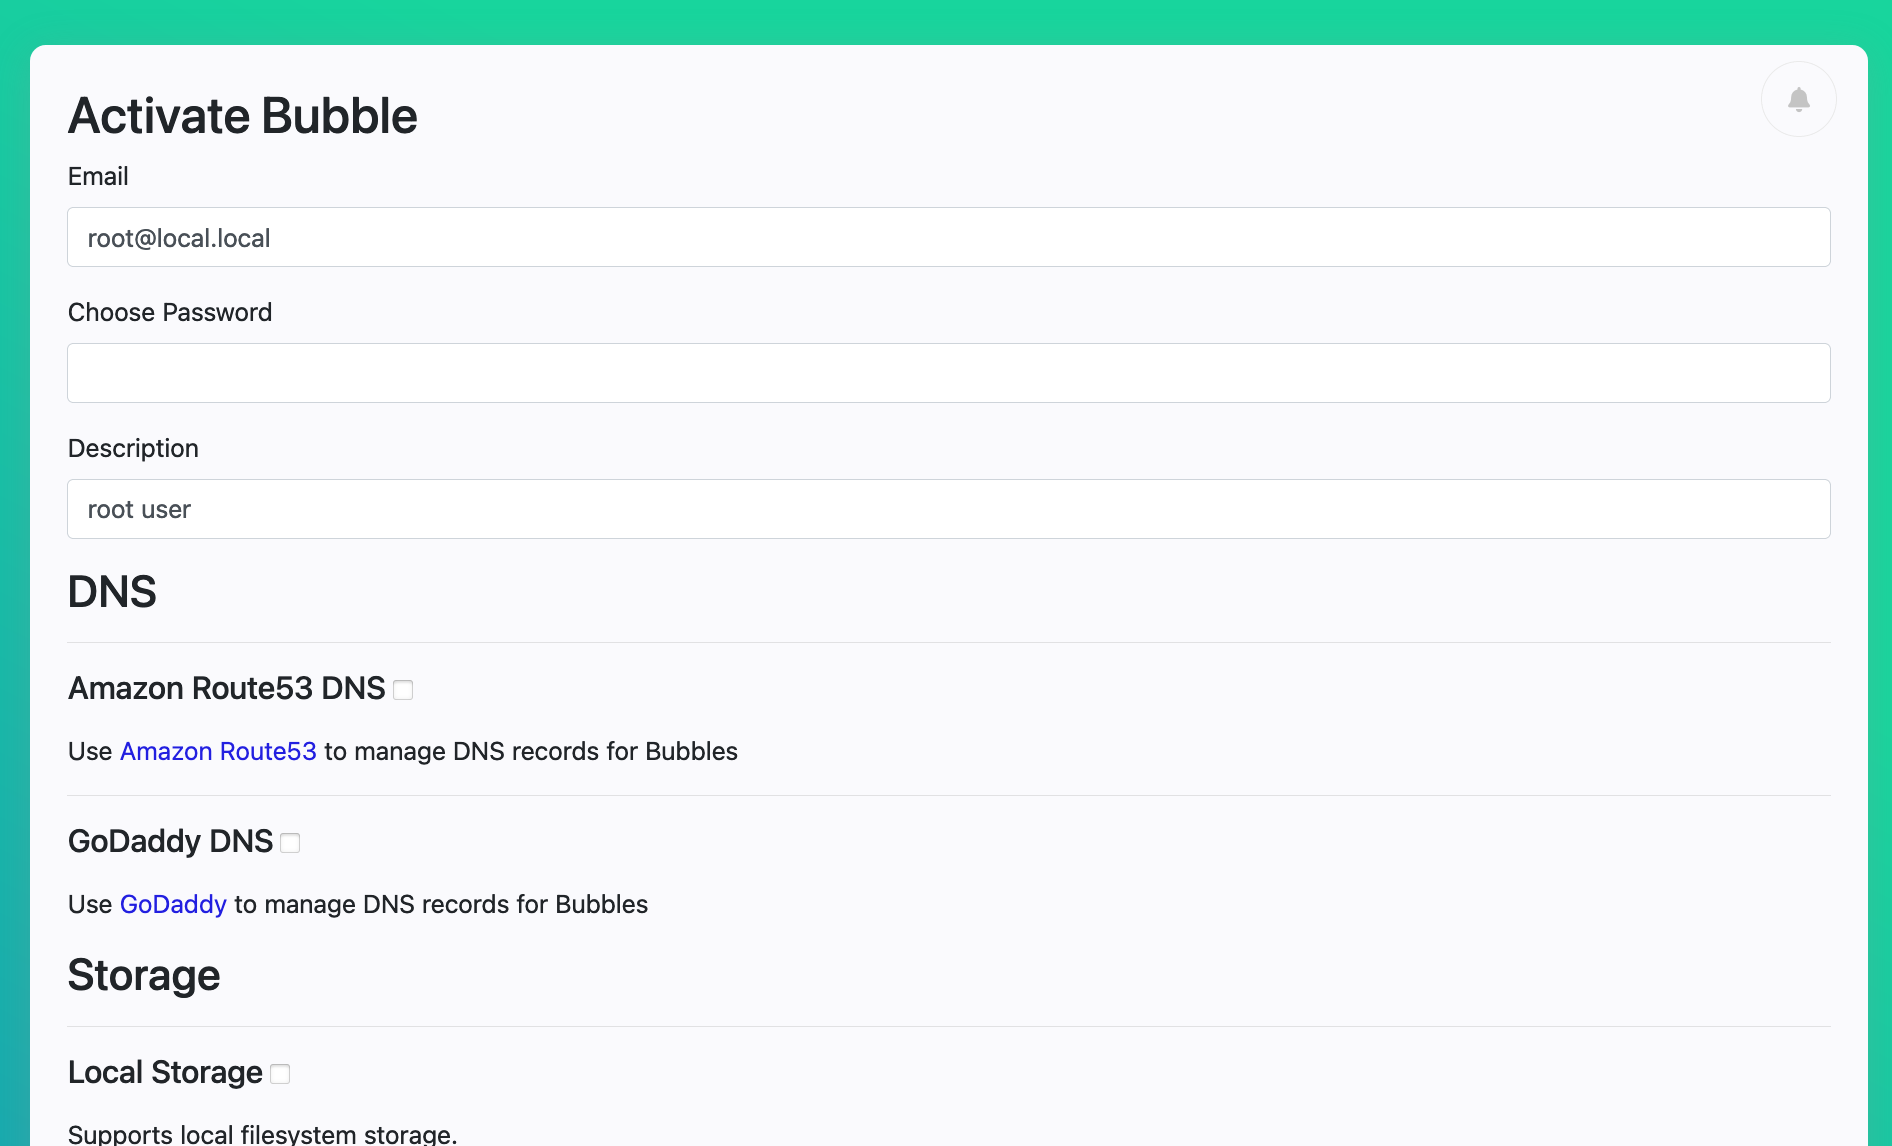 Activate Bubble
Email
root@local.local
Choose Password
Description
root user
DNS
Amazon Route53 DNS
Use Amazon Route53 to manage DNS records for Bubbles
GoDaddy DNS
Use GoDaddy to manage DNS records for Bubbles
Storage
Local Storage
Supports local filesystem storage.